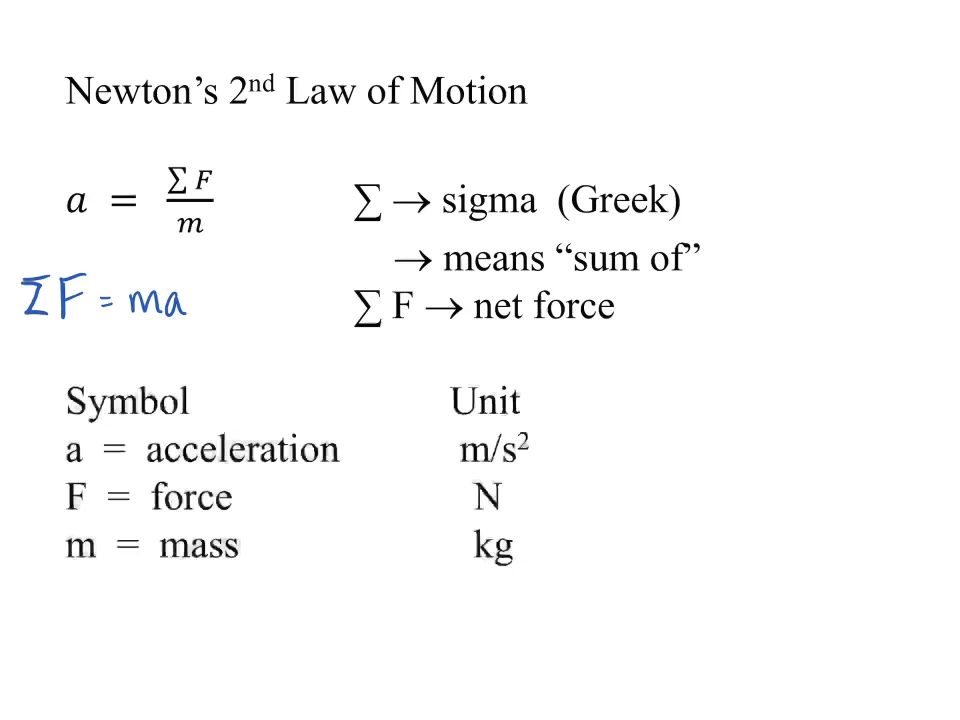 Newton’s 2nd Law of Motion
a = ∑ F / m
∑ → sigma (Greek)
→ means “sum of”
ΣF = ma
∑ F → net force
Symbol Unit
a = acceleration m/s²
F = force N
m = mass kg